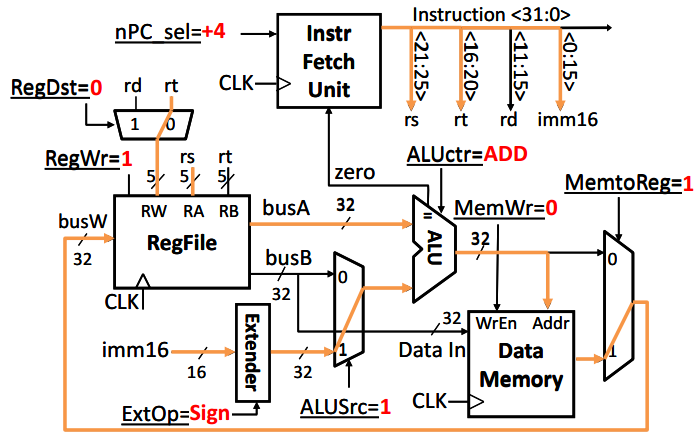 nPC_sel=+4
Instr
Fetch
Unit
CLK
Instruction <31:0>
<21:25>
<16:20>
<11:15>
<0:15>
rs
rt
rd
imm16
RegDst=0
rd
rt
1
0
RegWr=1
5
rs
5
rt
5
RW
RA
RB
RegFile
busW
32
CLK
busA
32
busB
32
zero
ALUctr=ADD
=
ALU
32
MemWr=0
MemtoReg=1
0
1
0
1
imm16
16
Extender
32
ExtOp=Sign
ALUSrc=1
32
Data In
WrEn
Addr
Data
Memory
CLK